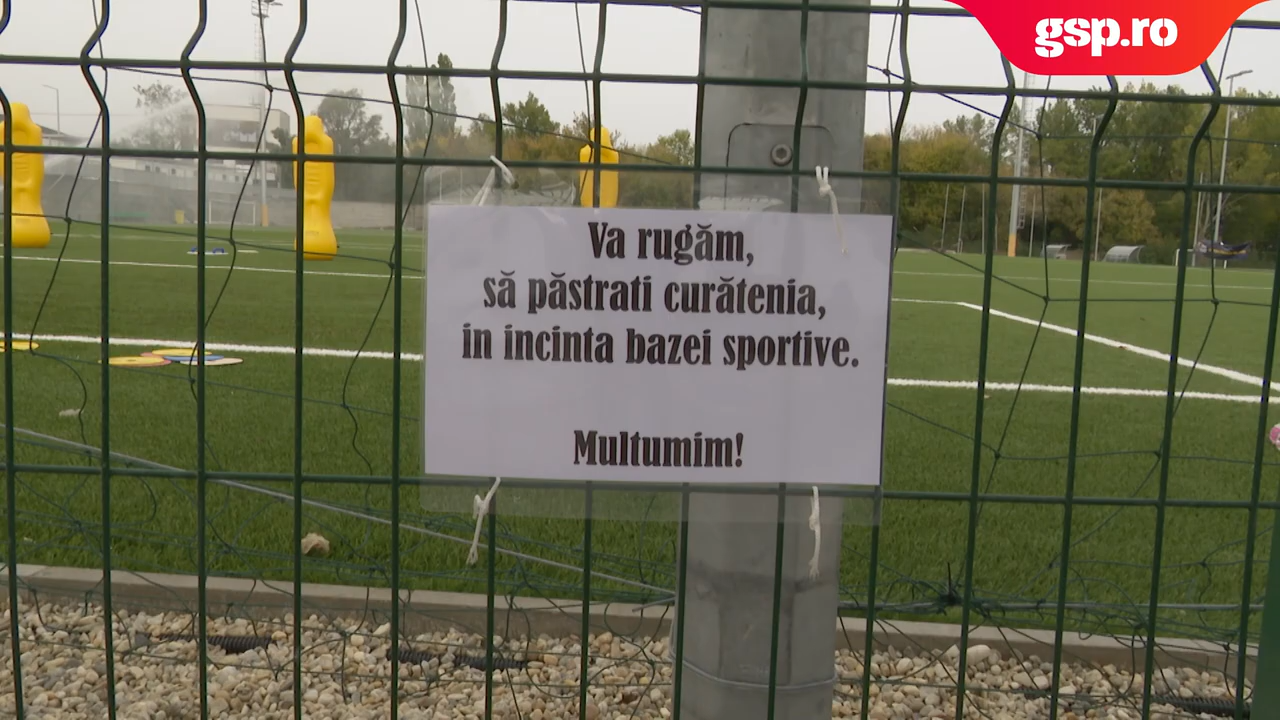 gsp.ro
Va rugăm,
să păstrati curătenia,
in incinta bazei sportive.
Multumim!